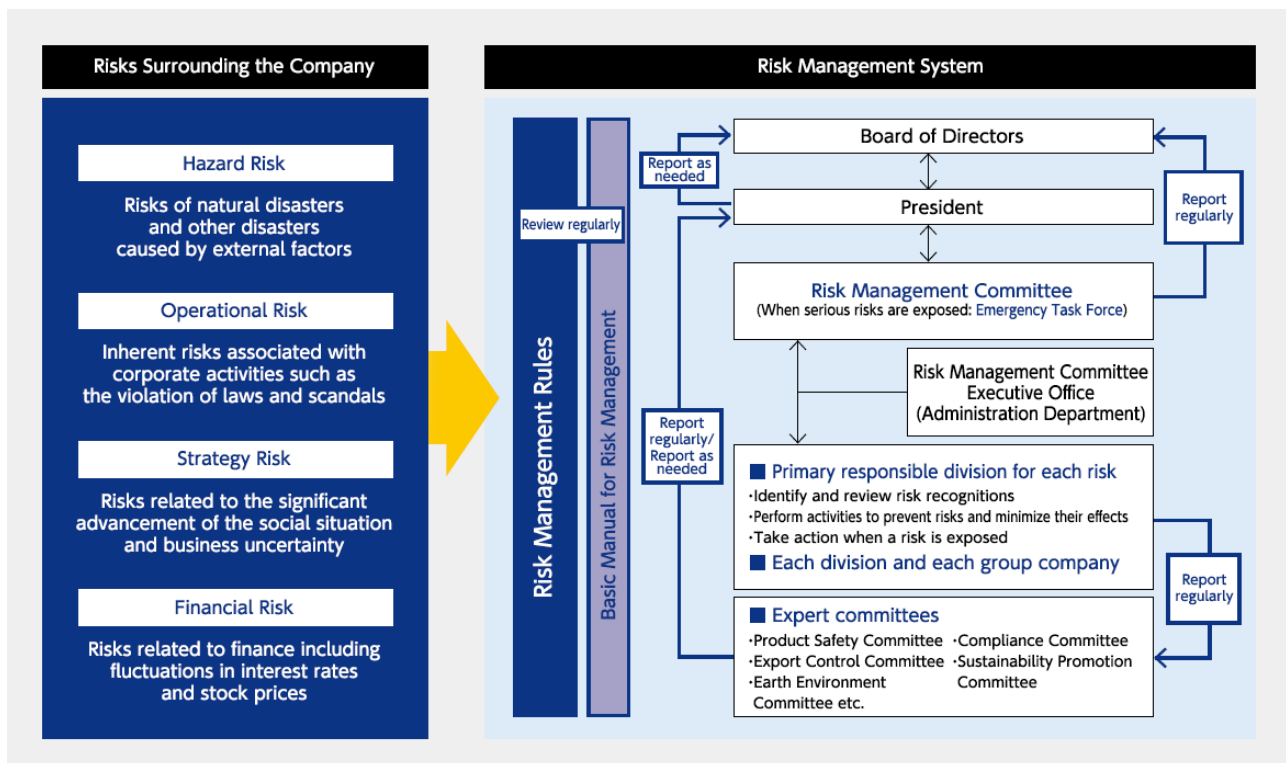 Risks Surrounding the Company
Hazard Risk
Risks of natural disasters
and other disasters
caused by external factors
Operational Risk
Inherent risks associated with
corporate activities such as
the violation of laws and scandals
Strategy Risk
Risks related to the significant
advancement of the social situation
and business uncertainty
Financial Risk
Risks related to finance including
fluctuations in interest rates
and stock prices
Risk Management System
Risk Management Rules
Basic Manual for Risk Management
Review regularly
Board of Directors
Report as
needed
President
Report
regularly
Risk Management Committee
(When serious risks are exposed: Emergency Task Force)
Risk Management Committee
Executive Office
(Administration Department)
Report
regularly/
Report as
needed
■ Primary responsible division for each risk
・Identify and review risk recognitions
・Perform activities to prevent risks and minimize their effects
・Take action when a risk is exposed
■ Each division and each group company
Report
regularly
■ Expert committees
・Product Safety Committee
・Export Control Committee
・Earth Environment
Committee etc.
・Compliance Committee
・Sustainability Promotion
Committee